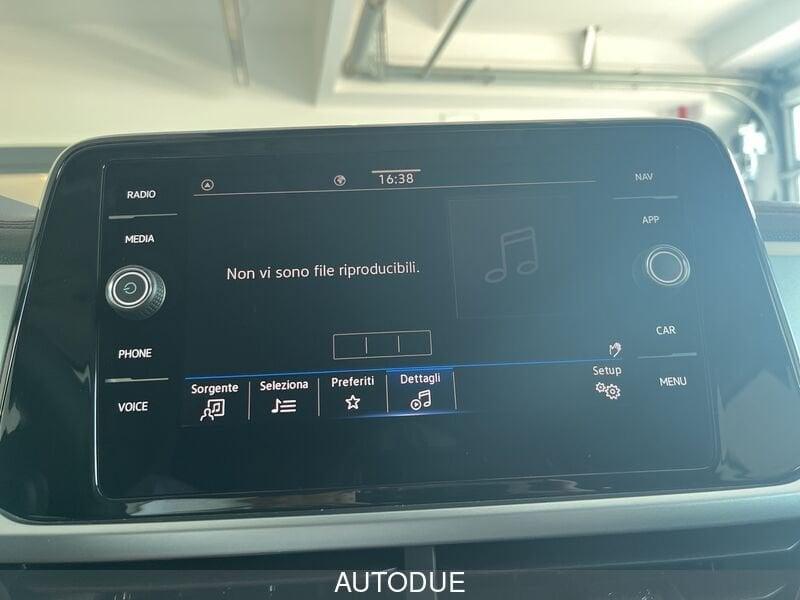 RADIO
MEDIA
PHONE
VOICE
16:38
Non vi sono file riproducibili.
Sorgente
Seleziona
Preferiti
Dettagli
Setup
NAV
APP
CAR
MENU
AUTODUE